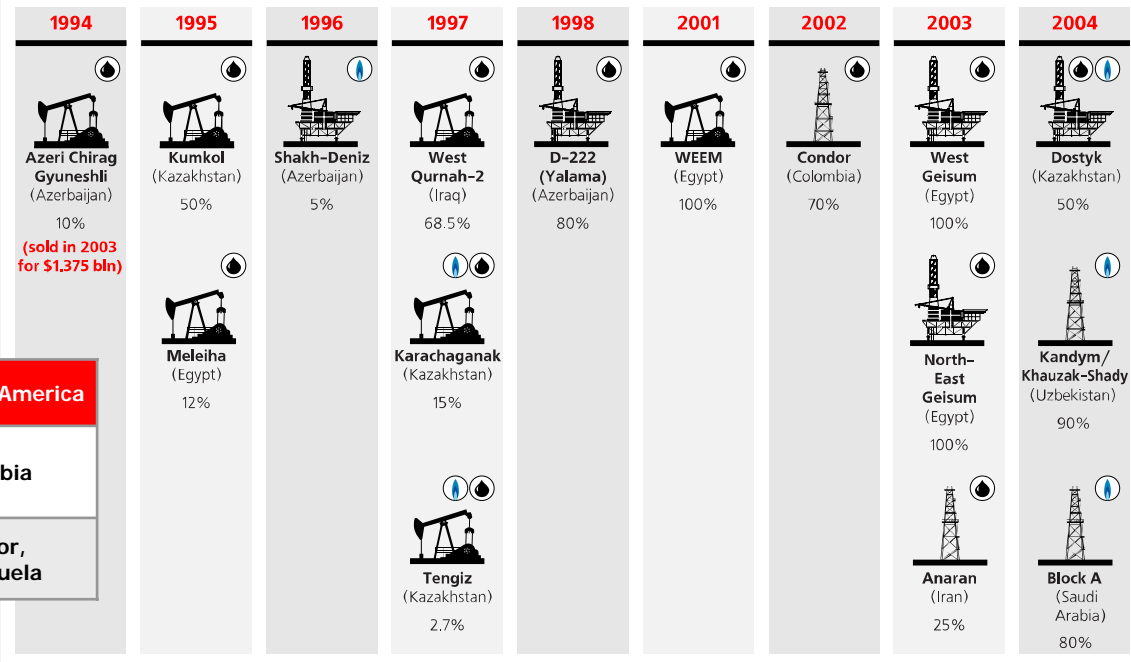 1994
1995
1996
1997
1998
2001
2002
2003
2004
Azeri Chirag
Gyuneshli
(Azerbaijan)
10%
(sold in 2003
for $1.375 bln)
Kumkol
(Kazakhstan)
50%
Shakh-Deniz
(Azerbaijan)
5%
West
Qurnah-2
(Iraq)
68.5%
D-222
(Yalama)
(Azerbaijan)
80%
WEEM
(Egypt)
100%
Condor
(Colombia)
70%
West
Geisum
(Egypt)
100%
Dostyk
(Kazakhstan)
50%
Meleiha
(Egypt)
12%
Karachaganak
(Kazakhstan)
15%
North-
East
Geisum
(Egypt)
100%
Kandym/
Khauzak-Shady
(Uzbekistan)
90%
America
bia
or,
uela
Tengiz
(Kazakhstan)
2.7%
Anaran
(Iran)
25%
Block A
(Saudi
Arabia)
80%